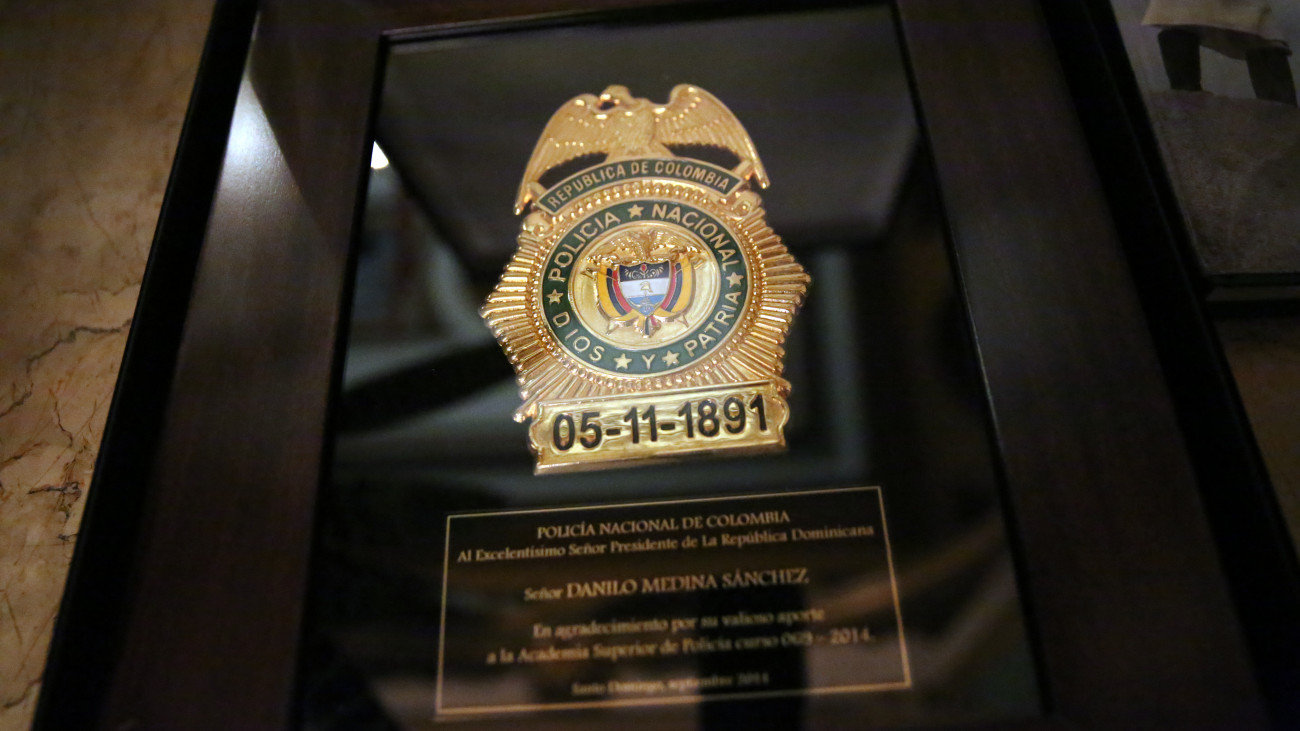 REPUBLICA DE COLOMBIA
POLICIA ★ NACIONAL ★ DIOS ★ Y ★ PATRIA ★
05-11-1891
POLICÍA NACIONAL DE COLOMBIA
Al Excelentísimo Señor Presidente de La República Dominicana
Señor DANILO MEDINA SÁNCHEZ
En agradecimiento por su valioso aporte
a la Academia Superior de Policía curso - 2014.
Santo Domingo, septiembre 2014